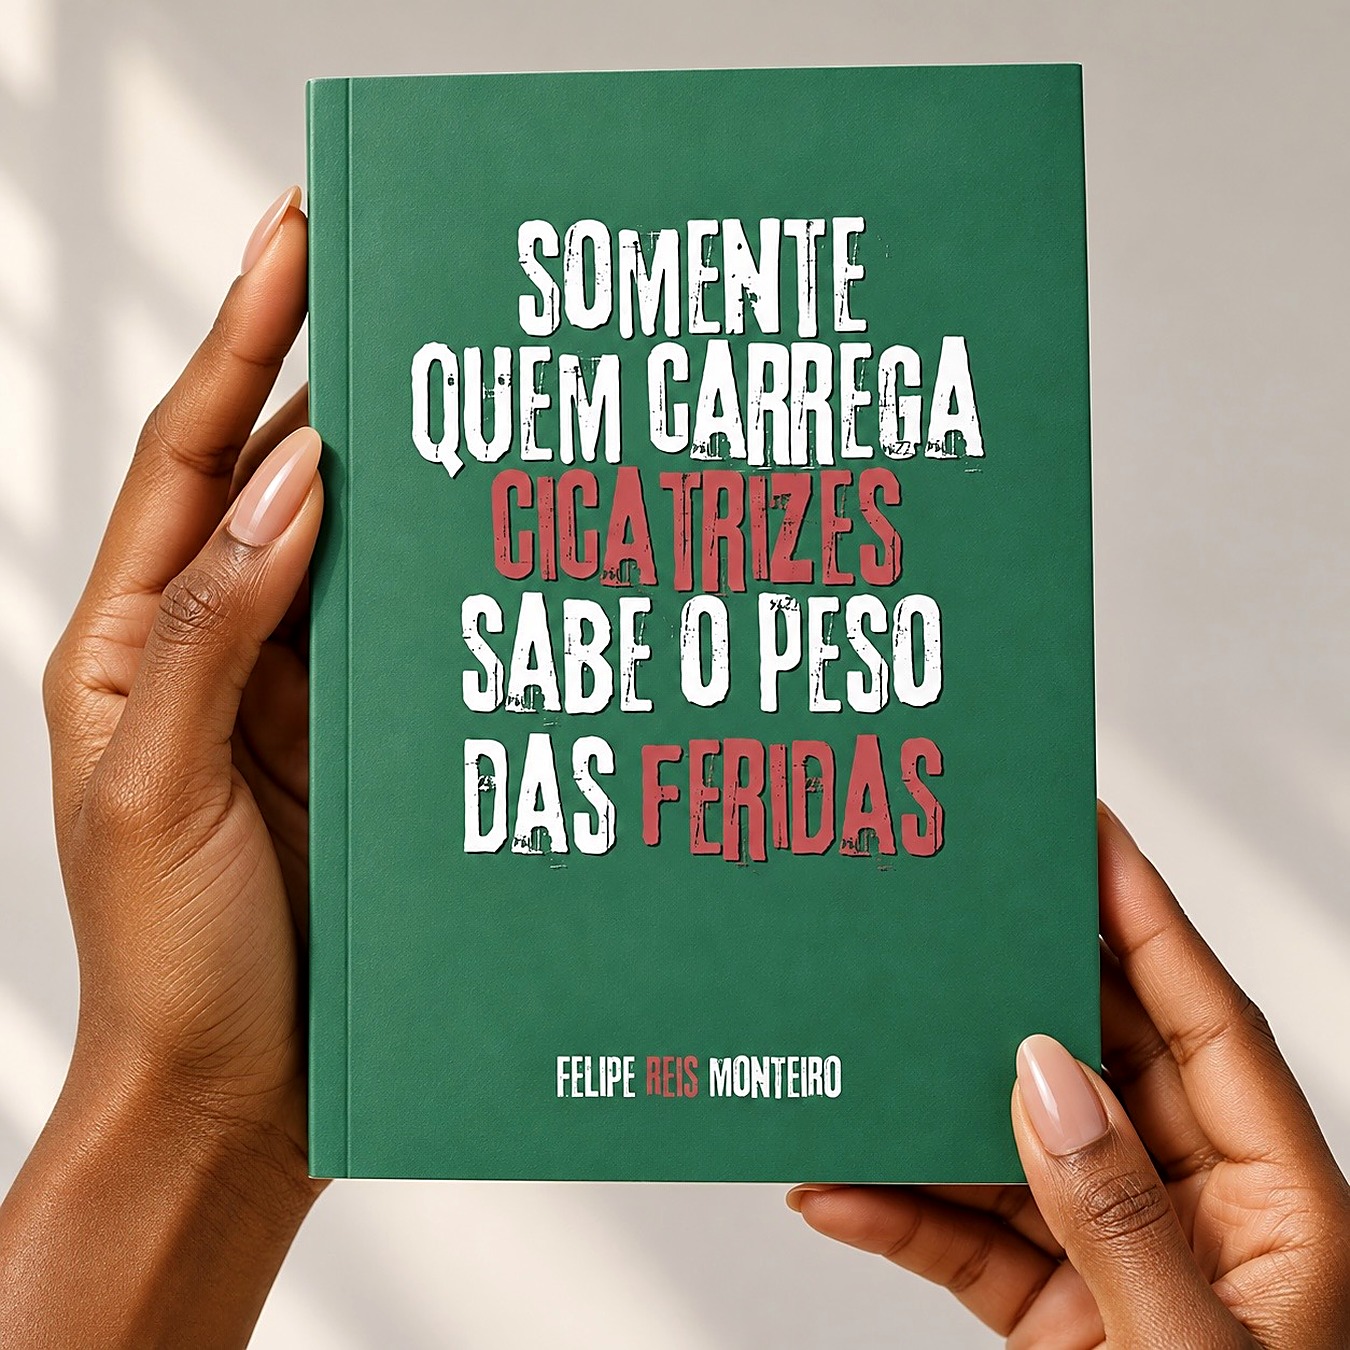 SOMENTE
QUEM CARREGA
CICATRIZES
SABE O PESO
DAS FERIDAS
FELIPE REIS MONTEIRO